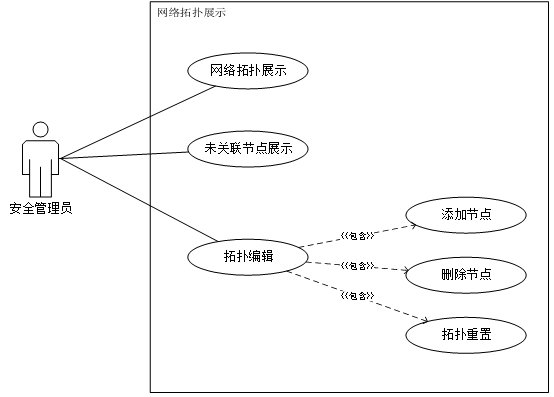 网络拓扑展示
网络拓扑展示
未关联节点展示
安全管理员
添加节点
<<包含>>
拓扑编辑
<<包含>>
删除节点
<<包含>>
拓扑重置